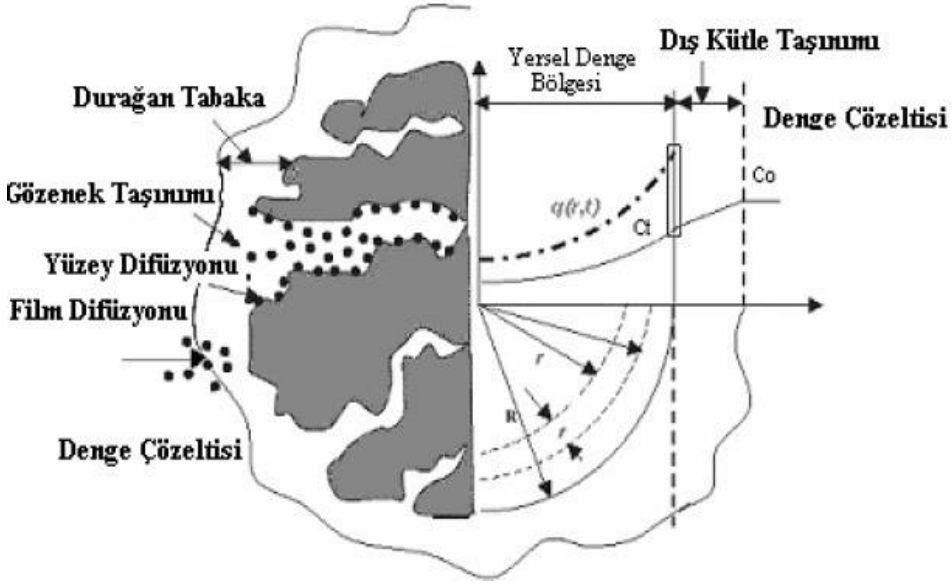 Dış Kütle Taşınımı
Yersel Denge
Bölgesi
Durağan Tabaka
Denge Çözeltisi
Gözenek Taşınımı
Co
q(r,t)
Ct
Yüzey Difüzyonu
Film Difüzyonu
r
R
r
Denge Çözeltisi